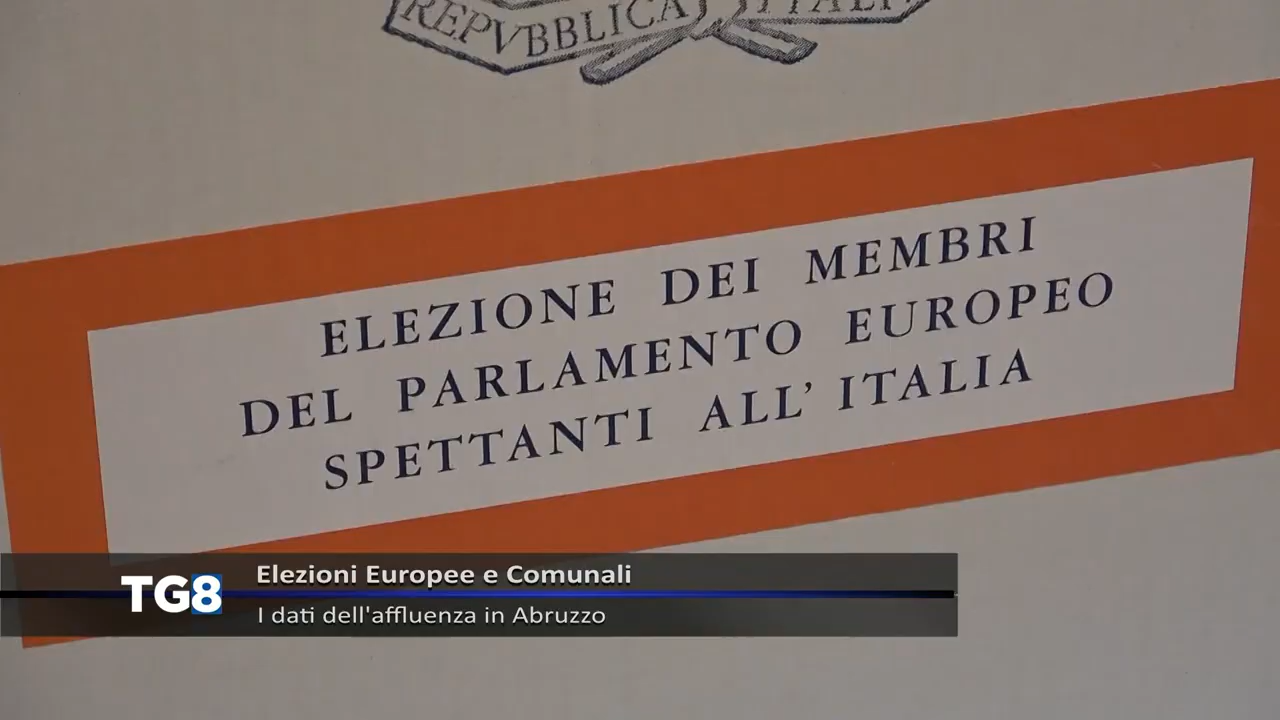 REPVBBLICA ITALI
ELEZIONE DEI MEMBRI
DEL PARLAMENTO EUROPEO
SPETTANTI ALL' ITALIA
TG8
Elezioni Europee e Comunali
I dati dell'affluenza in Abruzzo